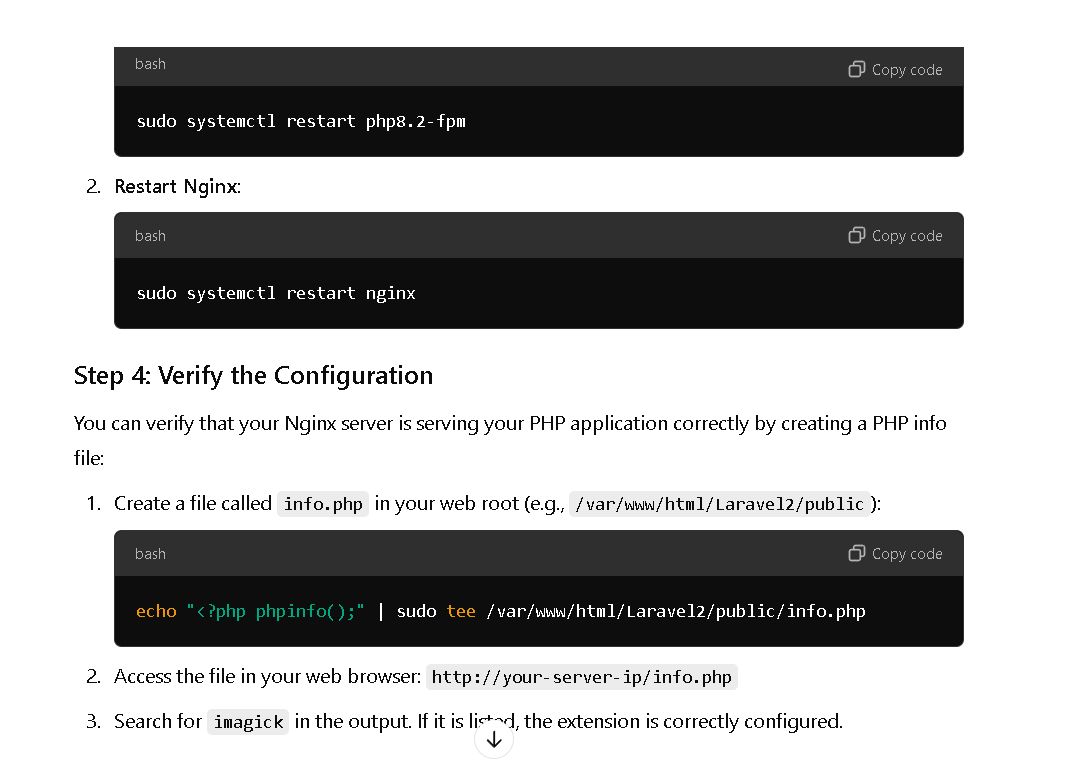 bash
Copy code
sudo systemctl restart php8.2-fpm
2. Restart Nginx:
bash
Copy code
sudo systemctl restart nginx
Step 4: Verify the Configuration
You can verify that your Nginx server is serving your PHP application correctly by creating a PHP info
file:
1. Create a file called info.php in your web root (e.g., /var/www/html/Laravel2/public ):
bash
Copy code
echo "<?php phpinfo();" | sudo tee /var/www/html/Laravel2/public/info.php
2. Access the file in your web browser: http://your-server-ip/info.php
3. Search for imagick in the output. If it is listed, the extension is correctly configured.